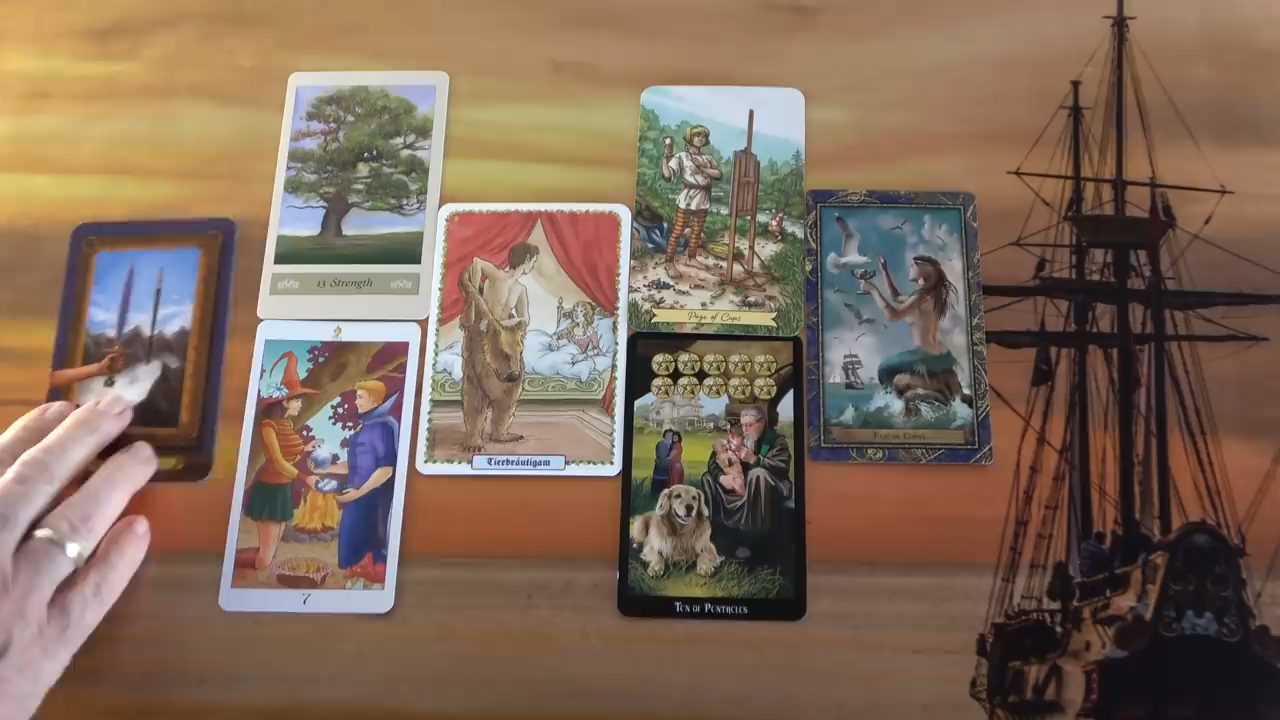 13 Strength
Page of Cups
Tierbräutigam
7
Ten of Pentacles